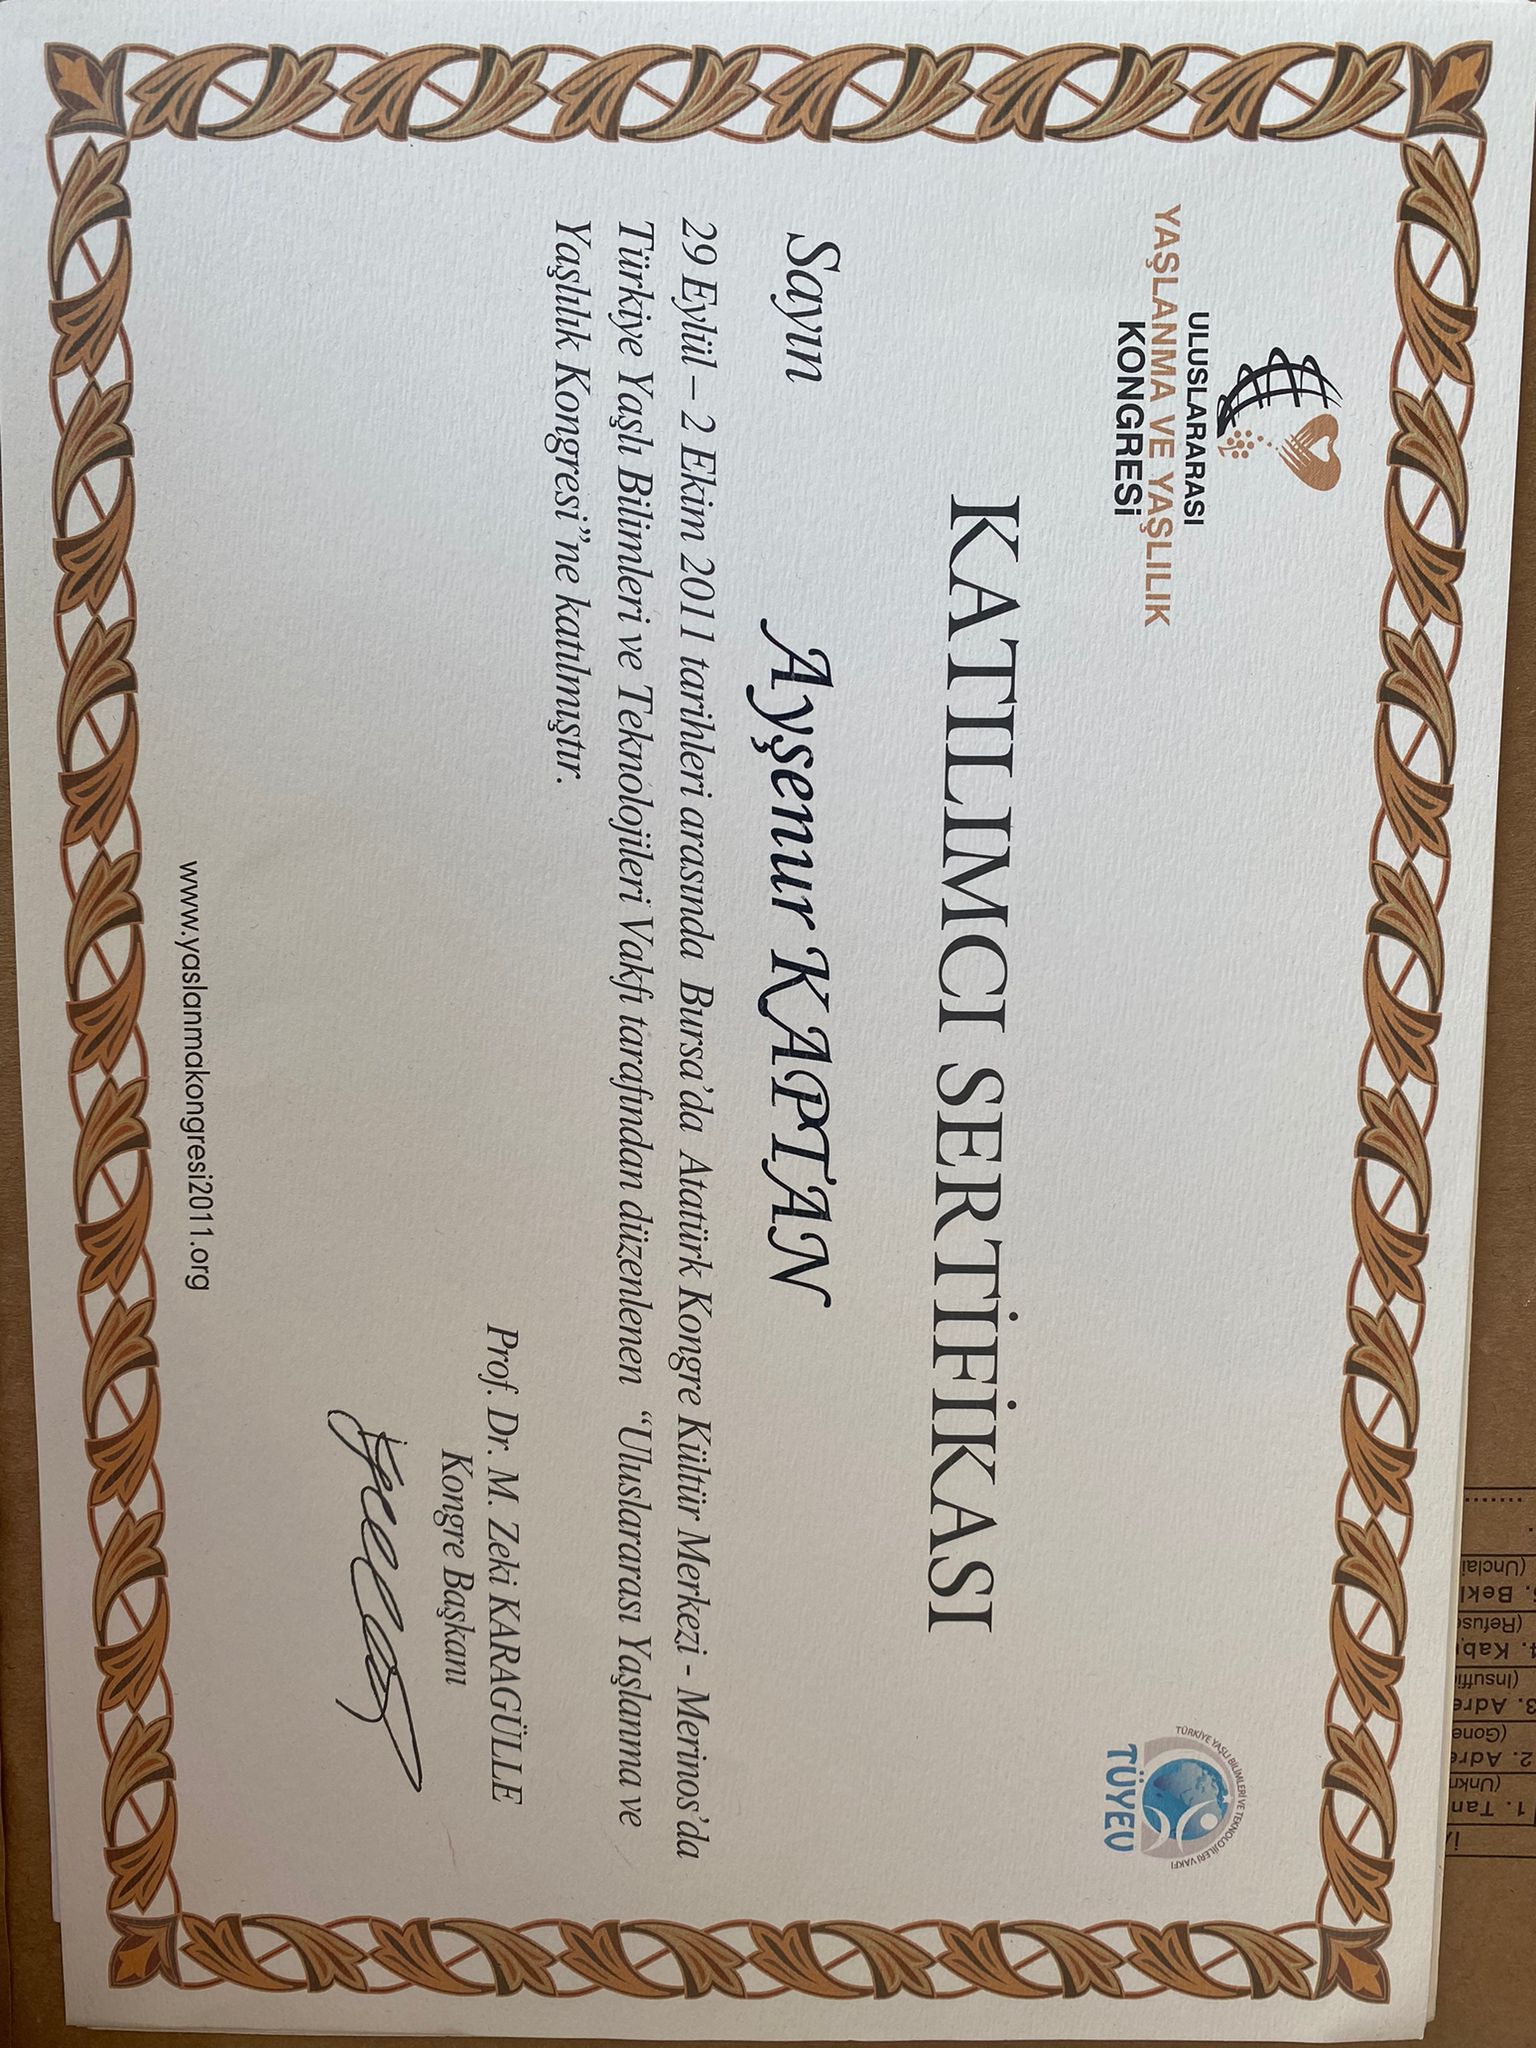 ULUSLARARASI
YAŞLANMA VE YAŞLILIK
KONGRESİ
TÜRKİYE YAŞLI BİLİMLERİ VE TEKNOLOJİLERİ VAKFI
TÜYEV
KATILIMCI SERTİFİKASI
Sayın Ayşenur KAPTAN
29 Eylül – 2 Ekim 2011 tarihleri arasında Bursa'da Atatürk Kongre Kültür Merkezi - Merinos'da
Türkiye Yaşlı Bilimleri ve Teknolojileri Vakfı tarafından düzenlenen “Uluslararası Yaşlanma ve
Yaşlılık Kongresi”ne katılmıştır.
Prof. Dr. M. Zeki KARAGÜLLE
Kongre Başkanı
www.yaslanmakongresi2011.org